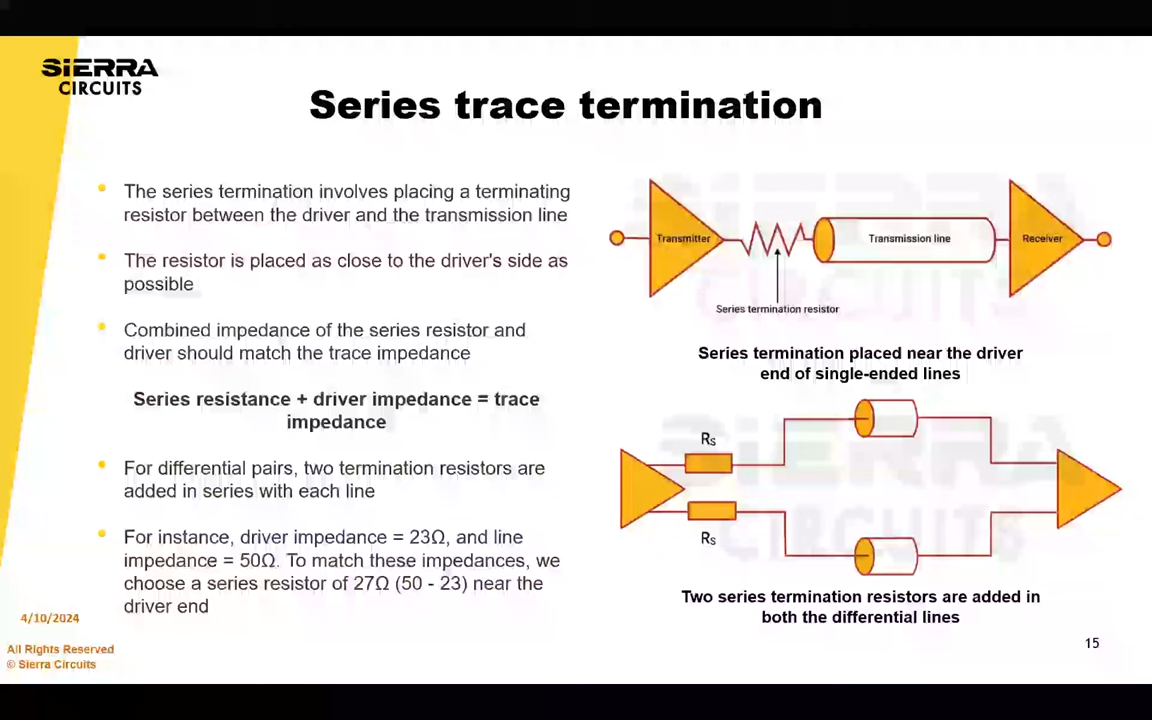 SIERRA
CIRCUITS
Series trace termination
• The series termination involves placing a terminating
resistor between the driver and the transmission line
• The resistor is placed as close to the driver's side as
possible
• Combined impedance of the series resistor and
driver should match the trace impedance
Series resistance + driver impedance = trace
impedance
• For differential pairs, two termination resistors are
added in series with each line
• For instance, driver impedance = 23Ω, and line
impedance = 50Ω. To match these impedances, we
choose a series resistor of 27Ω (50 - 23) near the
driver end
Transmitter
Transmission line
Receiver
Series termination resistor
Series termination placed near the driver
end of single-ended lines
RS
RS
Two series termination resistors are added in
both the differential lines
SIERRA
CIRCUITS
SIERRA
CIRCUITS
4/10/2024
All Rights Reserved
© Sierra Circuits
15